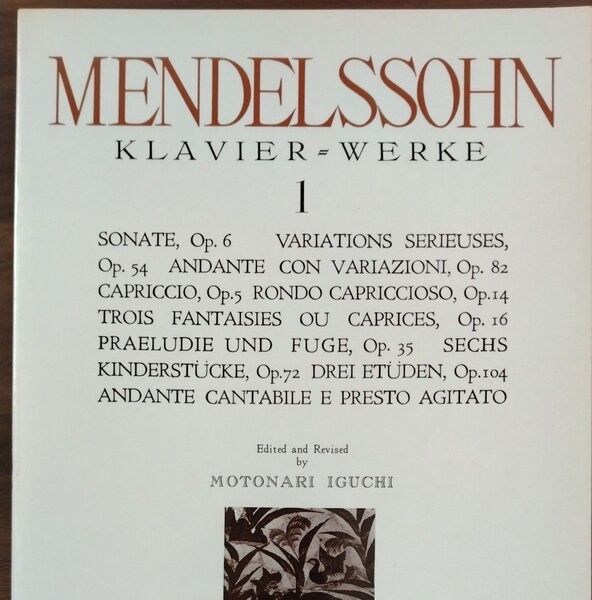 MENDELSSOHN
KLAVIER=WERKE
1
SONATE, Op. 6 VARIATIONS SERIEUSES,
Op. 54 ANDANTE CON VARIAZIONI, Op. 82
CAPRICCIO, Op.5 RONDO CAPRICCIOSO, Op.14
TROIS FANTAISIES OU CAPRICES, Op. 16
PRAELUDIE UND FUGE, Op. 35 SECHS
KINDERSTÜCKE, Op.72 DREI ETÜDEN, Op.104
ANDANTE CANTABILE E PRESTO AGITATO
Edited and Revised
by
MOTONARI IGUCHI